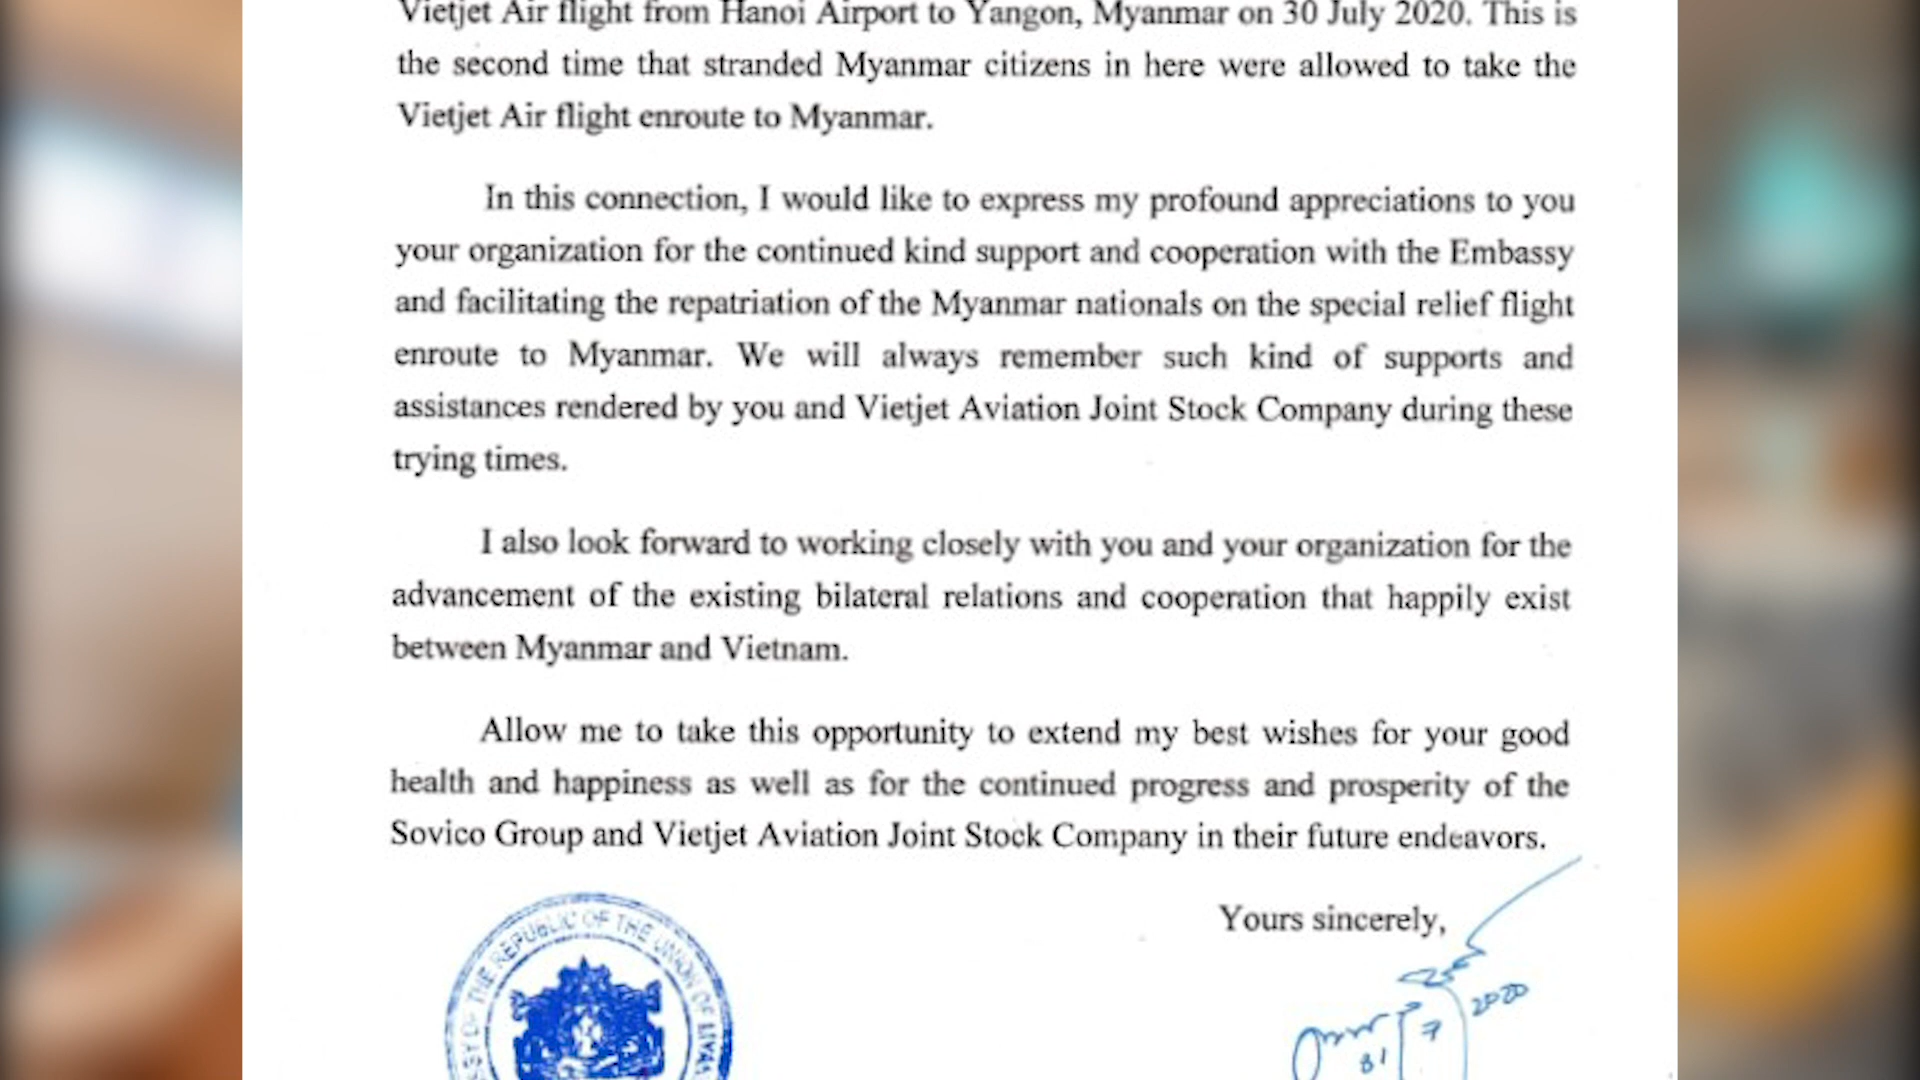 Vietjet Air flight from Hanoi Airport to Yangon, Myanmar on 30 July 2020. This is
the second time that stranded Myanmar citizens in here were allowed to take the
Vietjet Air flight enroute to Myanmar.
In this connection, I would like to express my profound appreciations to you
your organization for the continued kind support and cooperation with the Embassy
and facilitating the repatriation of the Myanmar nationals on the special relief flight
enroute to Myanmar. We will always remember such kind of supports and
assistances rendered by you and Vietjet Aviation Joint Stock Company during these
trying times.
I also look forward to working closely with you and your organization for the
advancement of the existing bilateral relations and cooperation that happily exist
between Myanmar and Vietnam.
Allow me to take this opportunity to extend my best wishes for your good
health and happiness as well as for the continued progress and prosperity of the
Sovico Group and Vietjet Aviation Joint Stock Company in their future endeavors.
Yours sincerely,
OF THE REPUBLIC OF THE UNION OF
31 7 2020